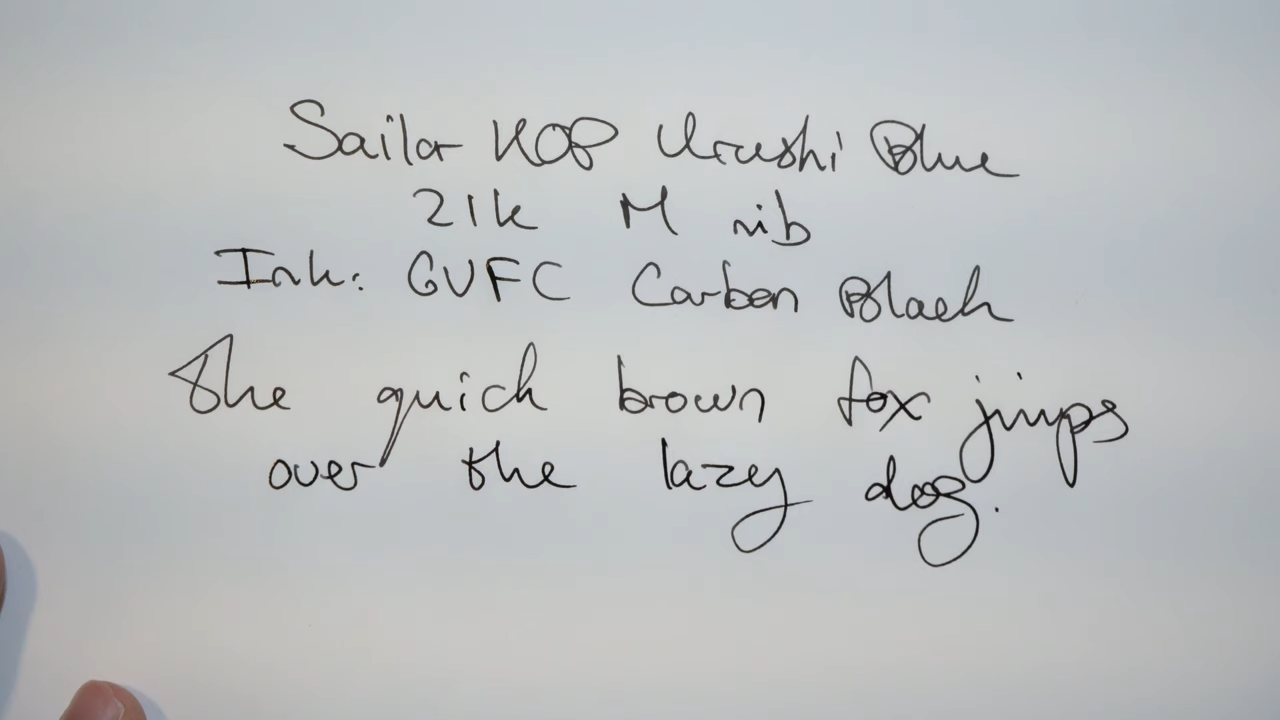 Sailor KOP Urushi Blue
21k M nib
Ink: GVFC Carbon Black
The quick brown fox jumps
over the lazy dog.